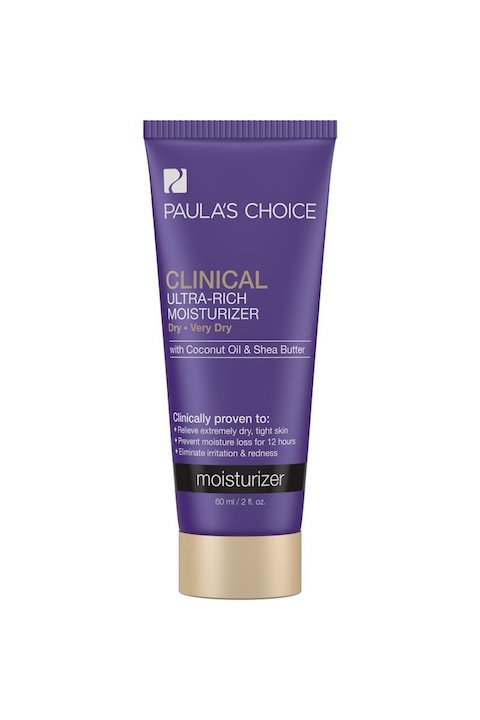 PAULA'S CHOICE
CLINICAL
ULTRA-RICH
MOISTURIZER
Dry • Very Dry
with Coconut Oil & Shea Butter
Clinically proven to:
• Relieve extremely dry, tight skin
• Prevent moisture loss for 12 hours
• Eliminate irritation & redness
moisturizer
60 ml / 2 fl. oz.